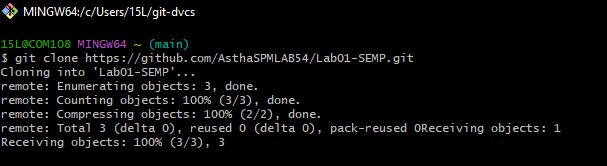 MINGW64:/c/Users/15L/git-dvcs
15L@COM108 MINGW64 ~ (main)
$ git clone https://github.com/AsthaSPMLAB54/Lab01-SEMP.git
Cloning into 'Lab01-SEMP'...
remote: Enumerating objects: 3, done.
remote: Counting objects: 100% (3/3), done.
remote: Compressing objects: 100% (2/2), done.
remote: Total 3 (delta 0), reused 0 (delta 0), pack-reused 0Receiving objects: 1
Receiving objects: 100% (3/3), 3